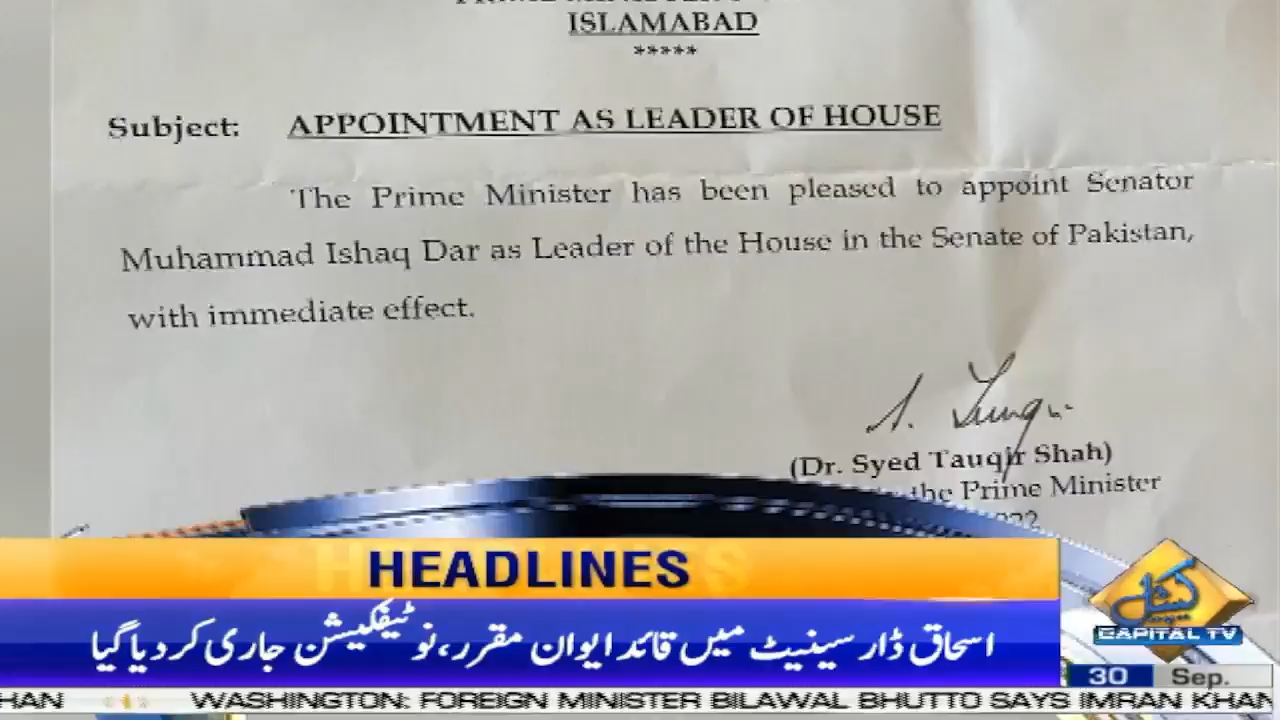 ISLAMABAD
*****
Subject: APPOINTMENT AS LEADER OF HOUSE
The Prime Minister has been pleased to appoint Senator
Muhammad Ishaq Dar as Leader of the House in the Senate of Pakistan,
with immediate effect.
(Dr. Syed Tauqir Shah)
the Prime Minister
HEADLINES
اسحاق ڈار سینیٹ میں قائد ایوان مقرر، نوٹیفکیشن جاری کر دیا گیا
کیپیٹل
CAPITAL TV
30 Sep.
HAN WASHINGTON: FOREIGN MINISTER BILAWAL BHUTTO SAYS IMRAN KHAN